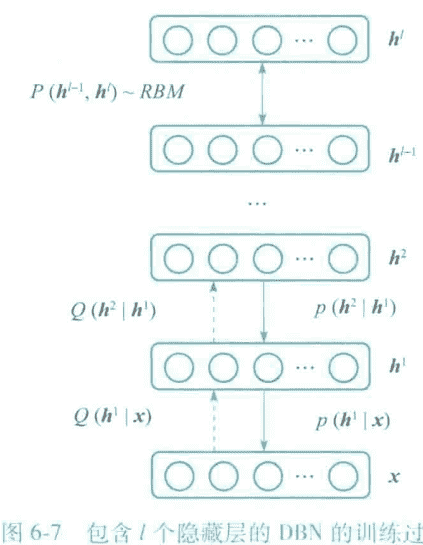 h^l
P (h^{l-1}, h^l) ~ RBM
h^{l-1}
...
h^2
Q (h^2 | h^1) p (h^2 | h^1)
h^1
Q (h^1 | x) p (h^1 | x)
x
图 6-7 包含 l 个隐藏层的 DBN 的训练过